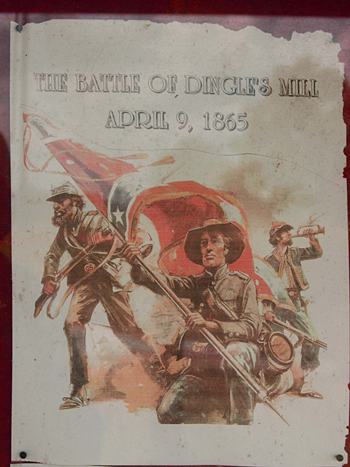 THE BATTLE OF DINGLE'S MILL
APRIL 9, 1865